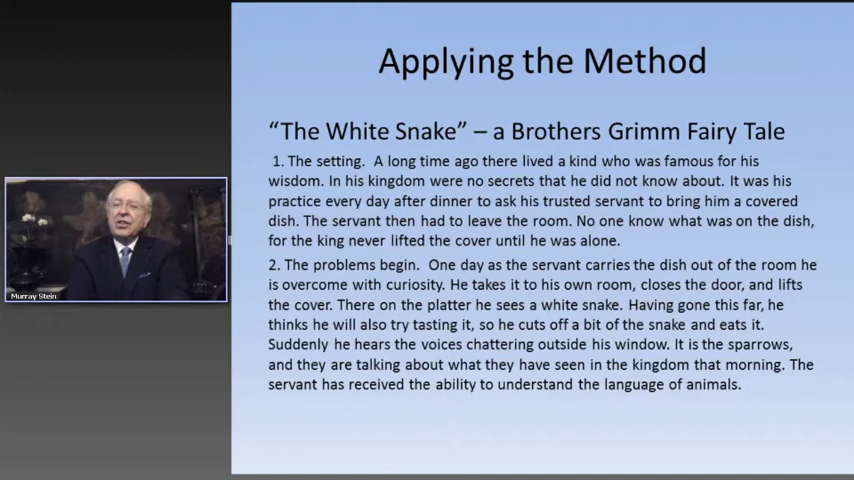 Applying the Method
“The White Snake” – a Brothers Grimm Fairy Tale
1. The setting. A long time ago there lived a kind who was famous for his
wisdom. In his kingdom were no secrets that he did not know about. It was his
practice every day after dinner to ask his trusted servant to bring him a covered
dish. The servant then had to leave the room. No one know what was on the dish,
for the king never lifted the cover until he was alone.
2. The problems begin. One day as the servant carries the dish out of the room he
is overcome with curiosity. He takes it to his own room, closes the door, and lifts
the cover. There on the platter he sees a white snake. Having gone this far, he
thinks he will also try tasting it, so he cuts off a bit of the snake and eats it.
Suddenly he hears the voices chattering outside his window. It is the sparrows,
and they are talking about what they have seen in the kingdom that morning. The
servant has received the ability to understand the language of animals.
Murray Stein